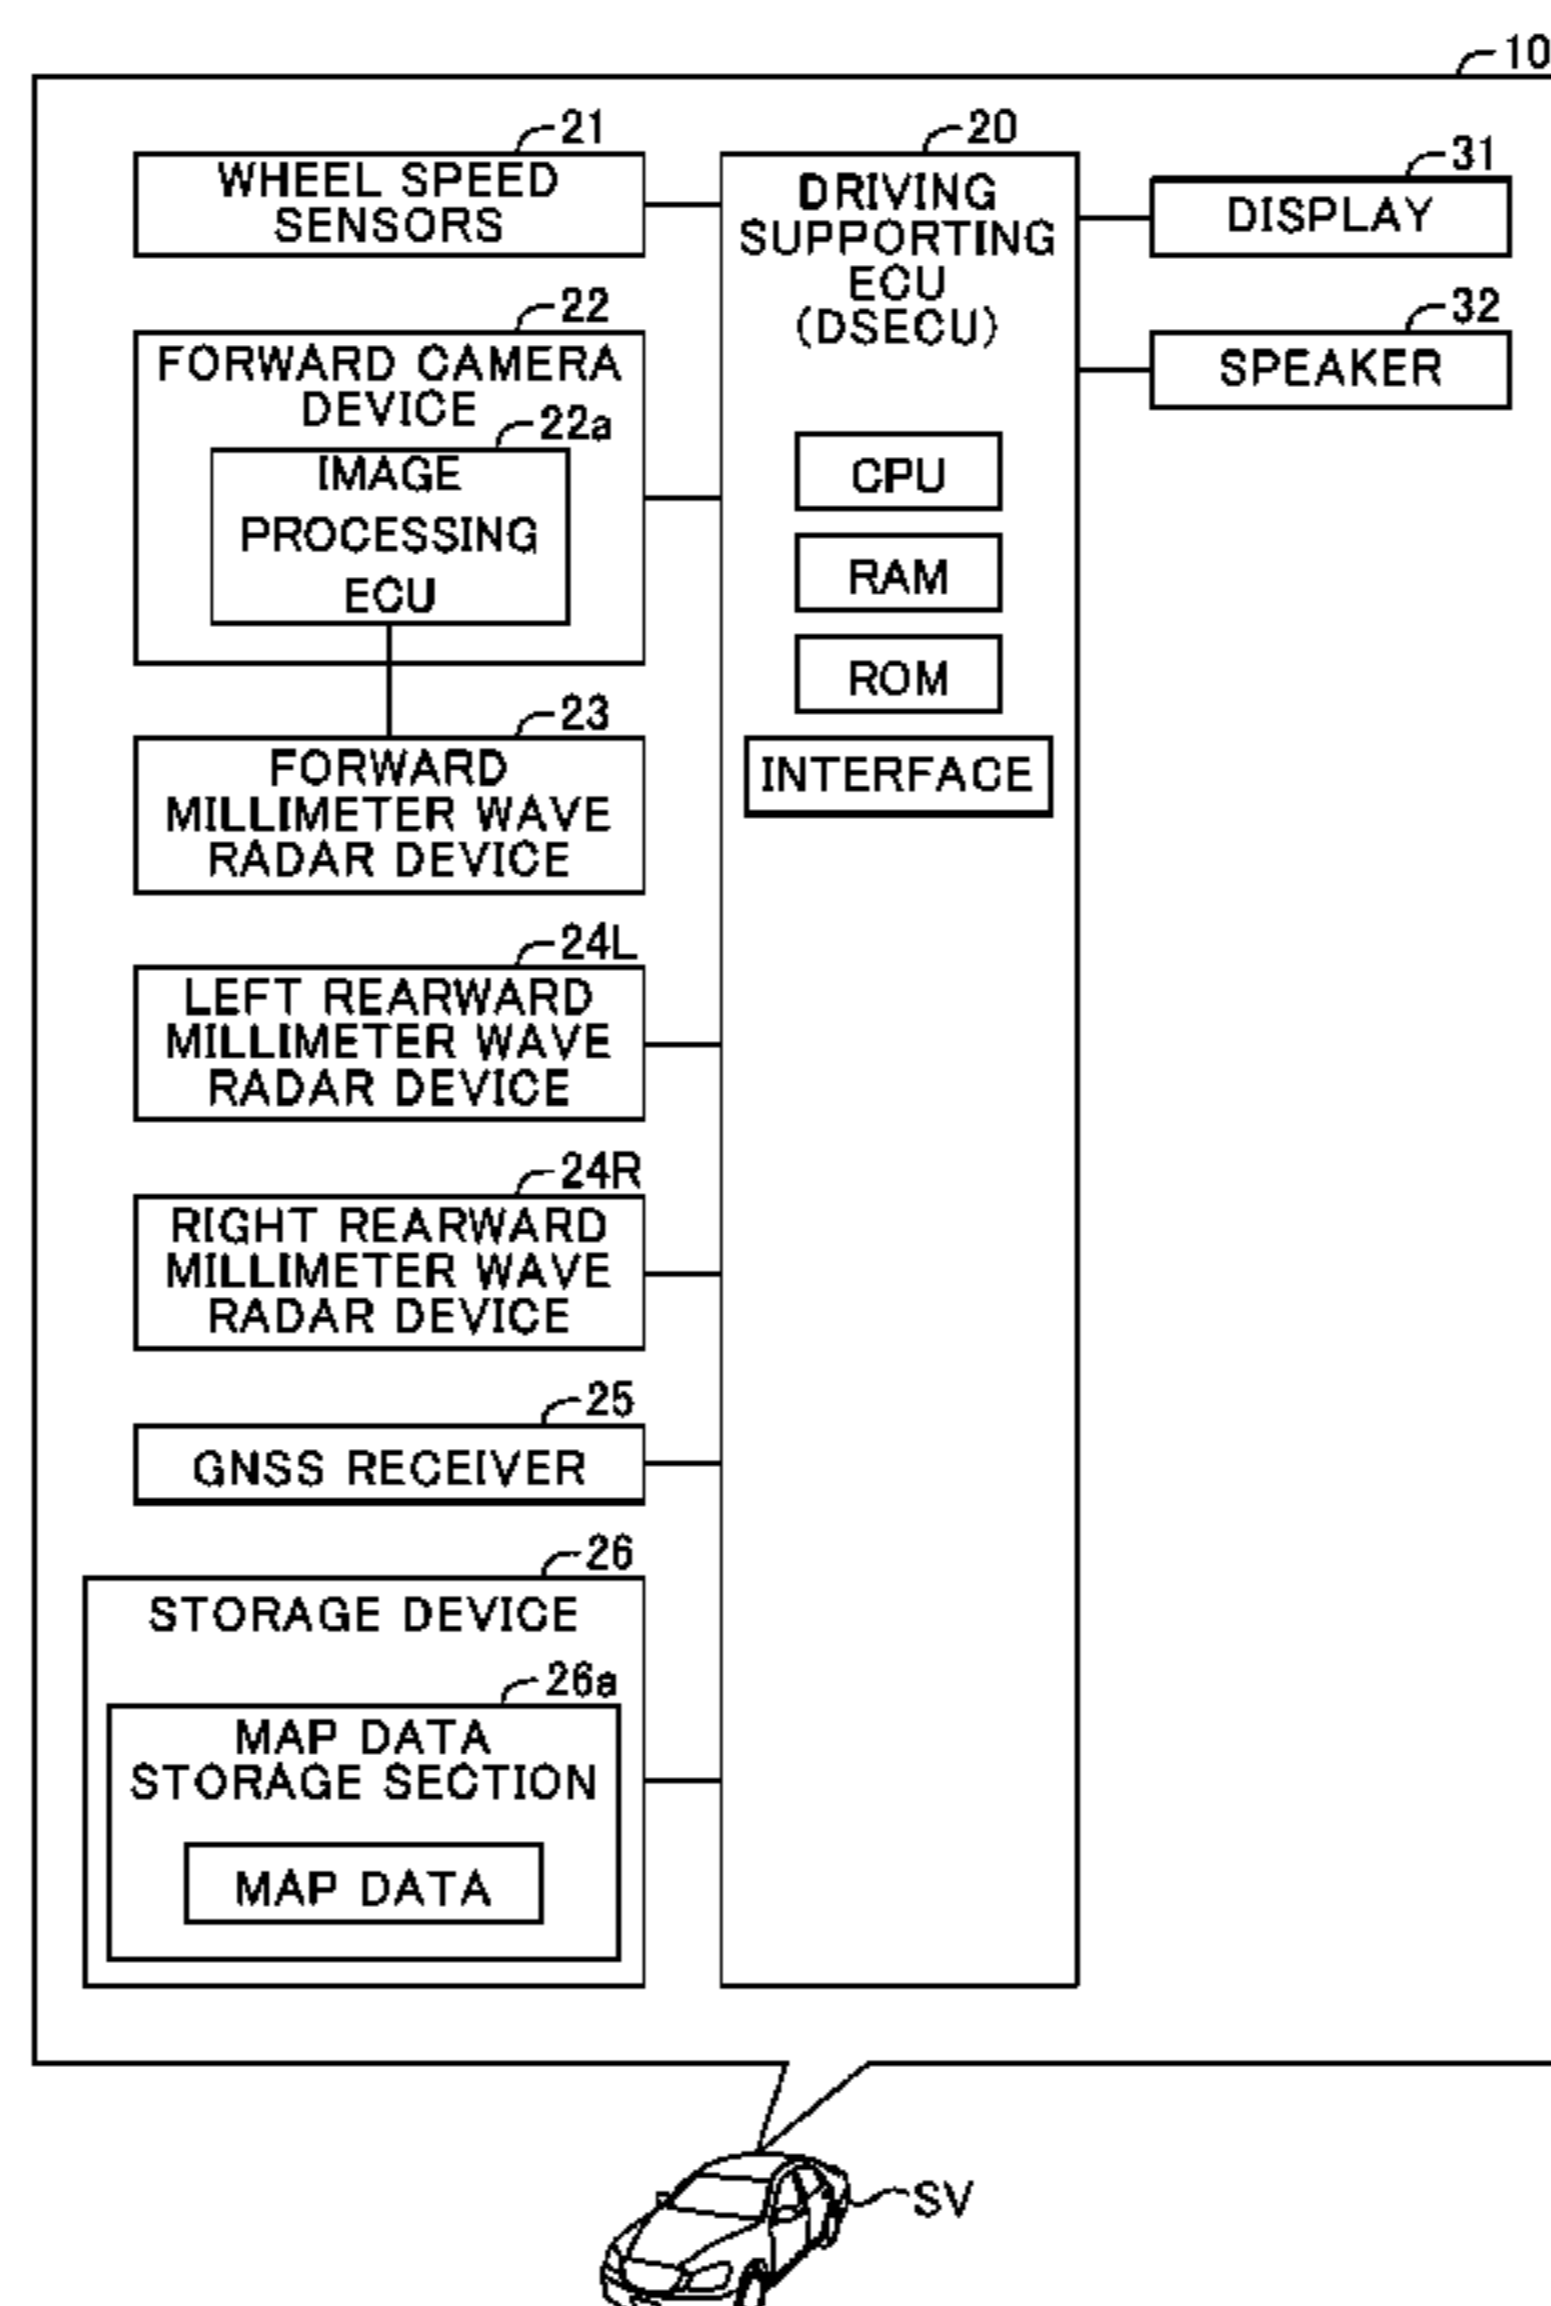 10
21
WHEEL SPEED
SENSORS
22
FORWARD CAMERA
DEVICE
22a
IMAGE
PROCESSING
ECU
23
FORWARD
MILLIMETER WAVE
RADAR DEVICE
24L
LEFT REARWARD
MILLIMETER WAVE
RADAR DEVICE
24R
RIGHT REARWARD
MILLIMETER WAVE
RADAR DEVICE
25
GNSS RECEIVER
26
STORAGE DEVICE
26a
MAP DATA
STORAGE SECTION
MAP DATA
20
DRIVING
SUPPORTING
ECU
(DSECU)
CPU
RAM
ROM
INTERFACE
31
DISPLAY
32
SPEAKER
SV